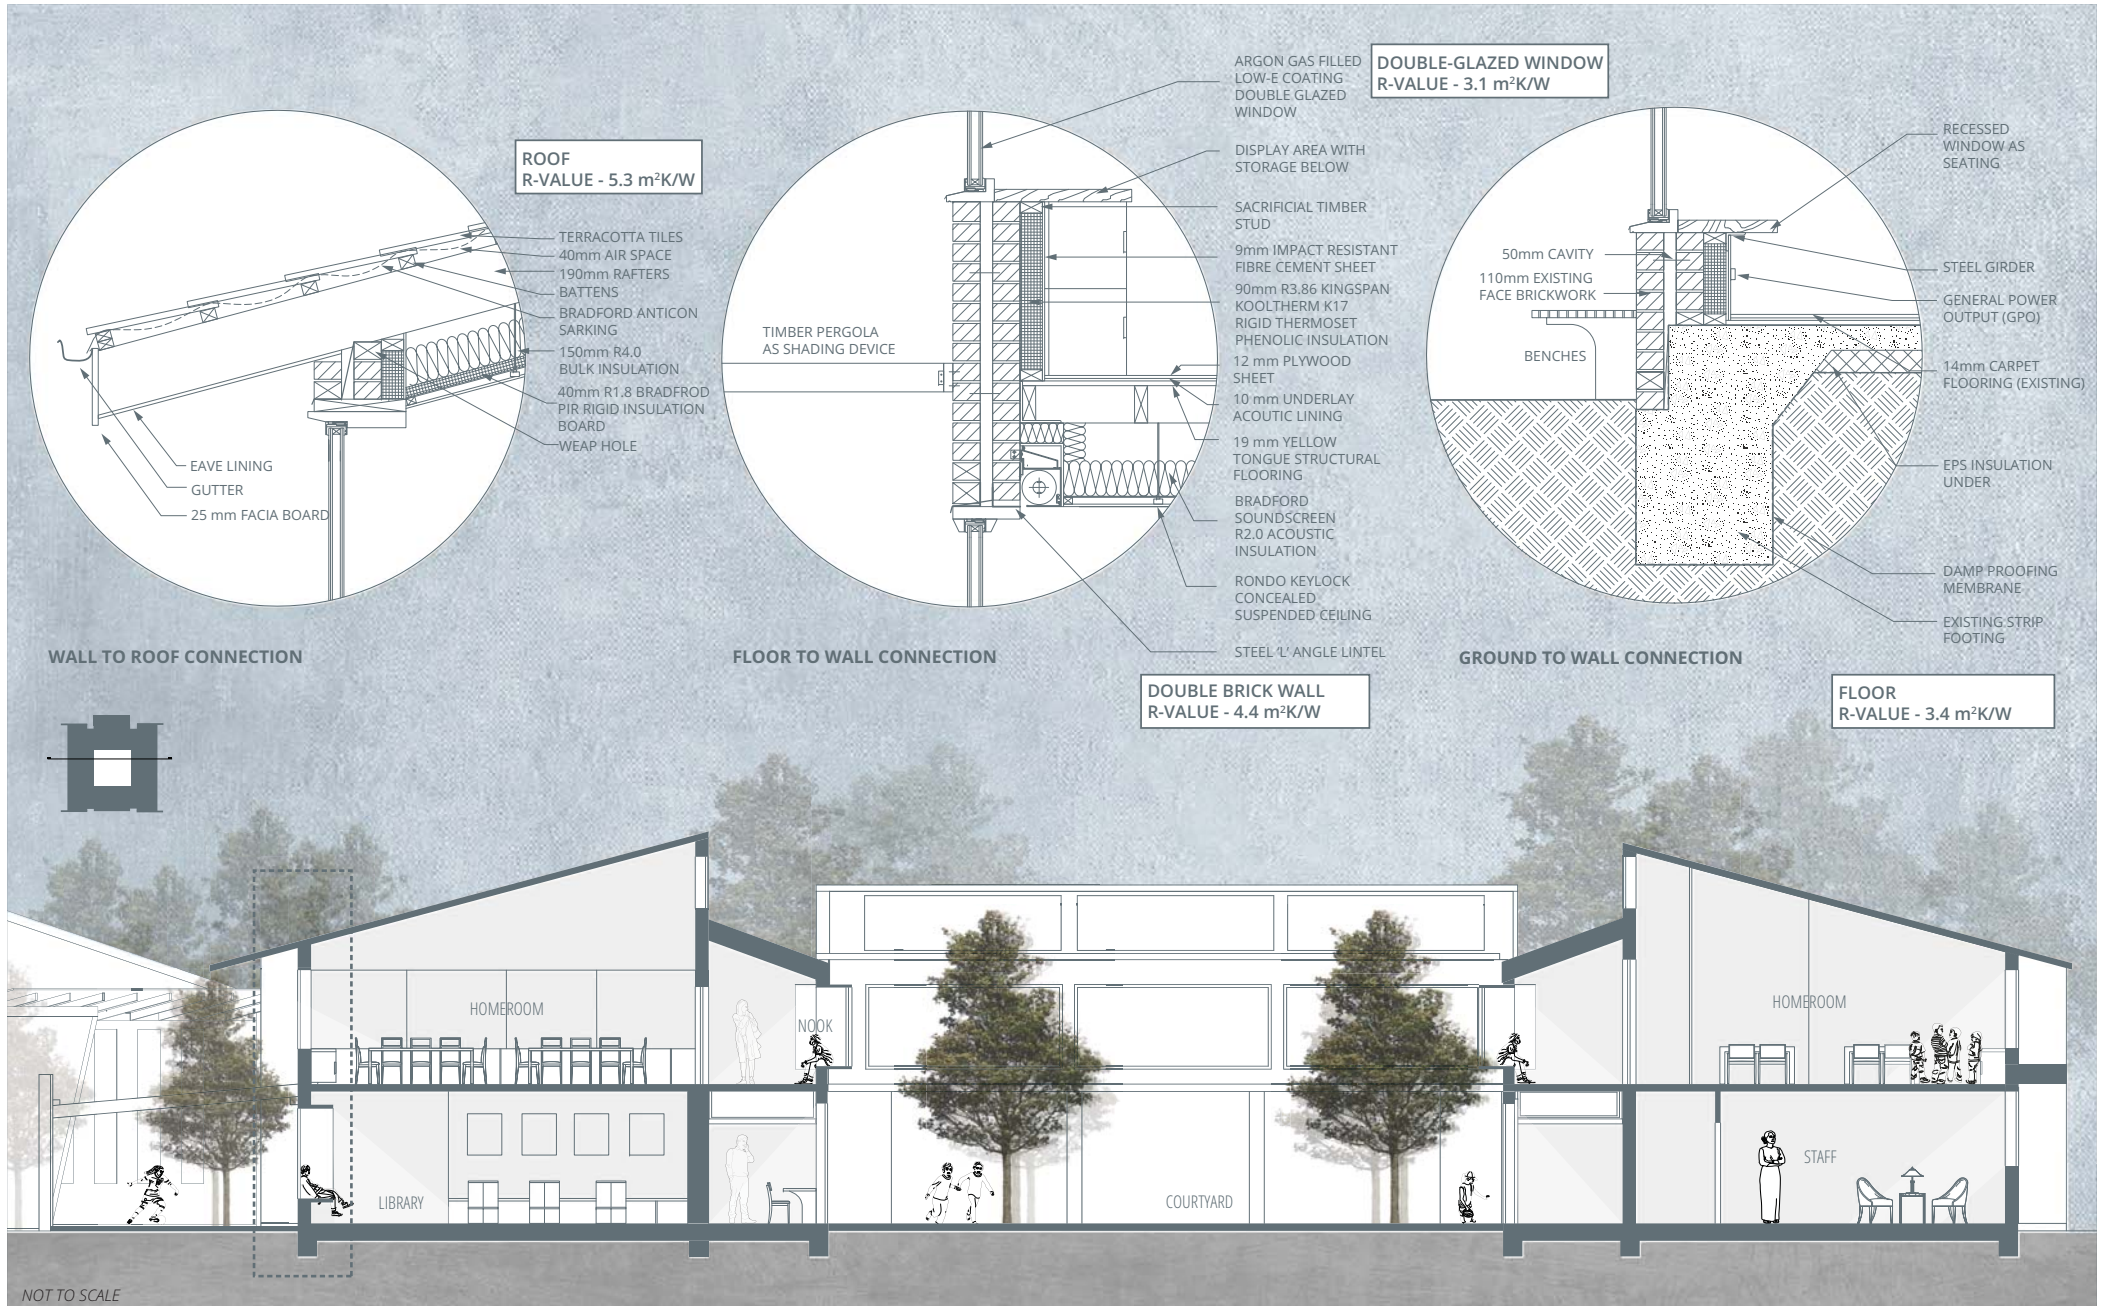 ROOF
R-VALUE - 5.3 m²K/W
TERRACOTTA TILES
40mm AIR SPACE
190mm RAFTERS
BATTENS
BRADFORD ANTICON
SARKING
150mm R4.0
BULK INSULATION
40mm R1.8 BRADFROD
PIR RIGID INSULATION
BOARD
WEAP HOLE
EAVE LINING
GUTTER
25 mm FACIA BOARD
WALL TO ROOF CONNECTION
ARGON GAS FILLED
LOW-E COATING
DOUBLE GLAZED
WINDOW
DOUBLE-GLAZED WINDOW
R-VALUE - 3.1 m²K/W
DISPLAY AREA WITH
STORAGE BELOW
SACRIFICIAL TIMBER
STUD
9mm IMPACT RESISTANT
FIBRE CEMENT SHEET
90mm R3.86 KINGSPAN
KOOLTHERM K17
RIGID THERMOSET
PHENOLIC INSULATION
12 mm PLYWOOD
SHEET
10 mm UNDERLAY
ACOUTIC LINING
19 mm YELLOW
TONGUE STRUCTURAL
FLOORING
BRADFORD
SOUNDSCREEN
R2.0 ACOUSTIC
INSULATION
RONDO KEYLOCK
CONCEALED
SUSPENDED CEILING
STEEL 'L' ANGLE LINTEL
TIMBER PERGOLA
AS SHADING DEVICE
FLOOR TO WALL CONNECTION
DOUBLE BRICK WALL
R-VALUE - 4.4 m²K/W
RECESSED
WINDOW AS
SEATING
50mm CAVITY
110mm EXISTING
FACE BRICKWORK
BENCHES
STEEL GIRDER
GENERAL POWER
OUTPUT (GPO)
14mm CARPET
FLOORING (EXISTING)
EPS INSULATION
UNDER
DAMP PROOFING
MEMBRANE
EXISTING STRIP
FOOTING
GROUND TO WALL CONNECTION
FLOOR
R-VALUE - 3.4 m²K/W
HOMEROOM
NOOK
HOMEROOM
LIBRARY
COURTYARD
STAFF
NOT TO SCALE